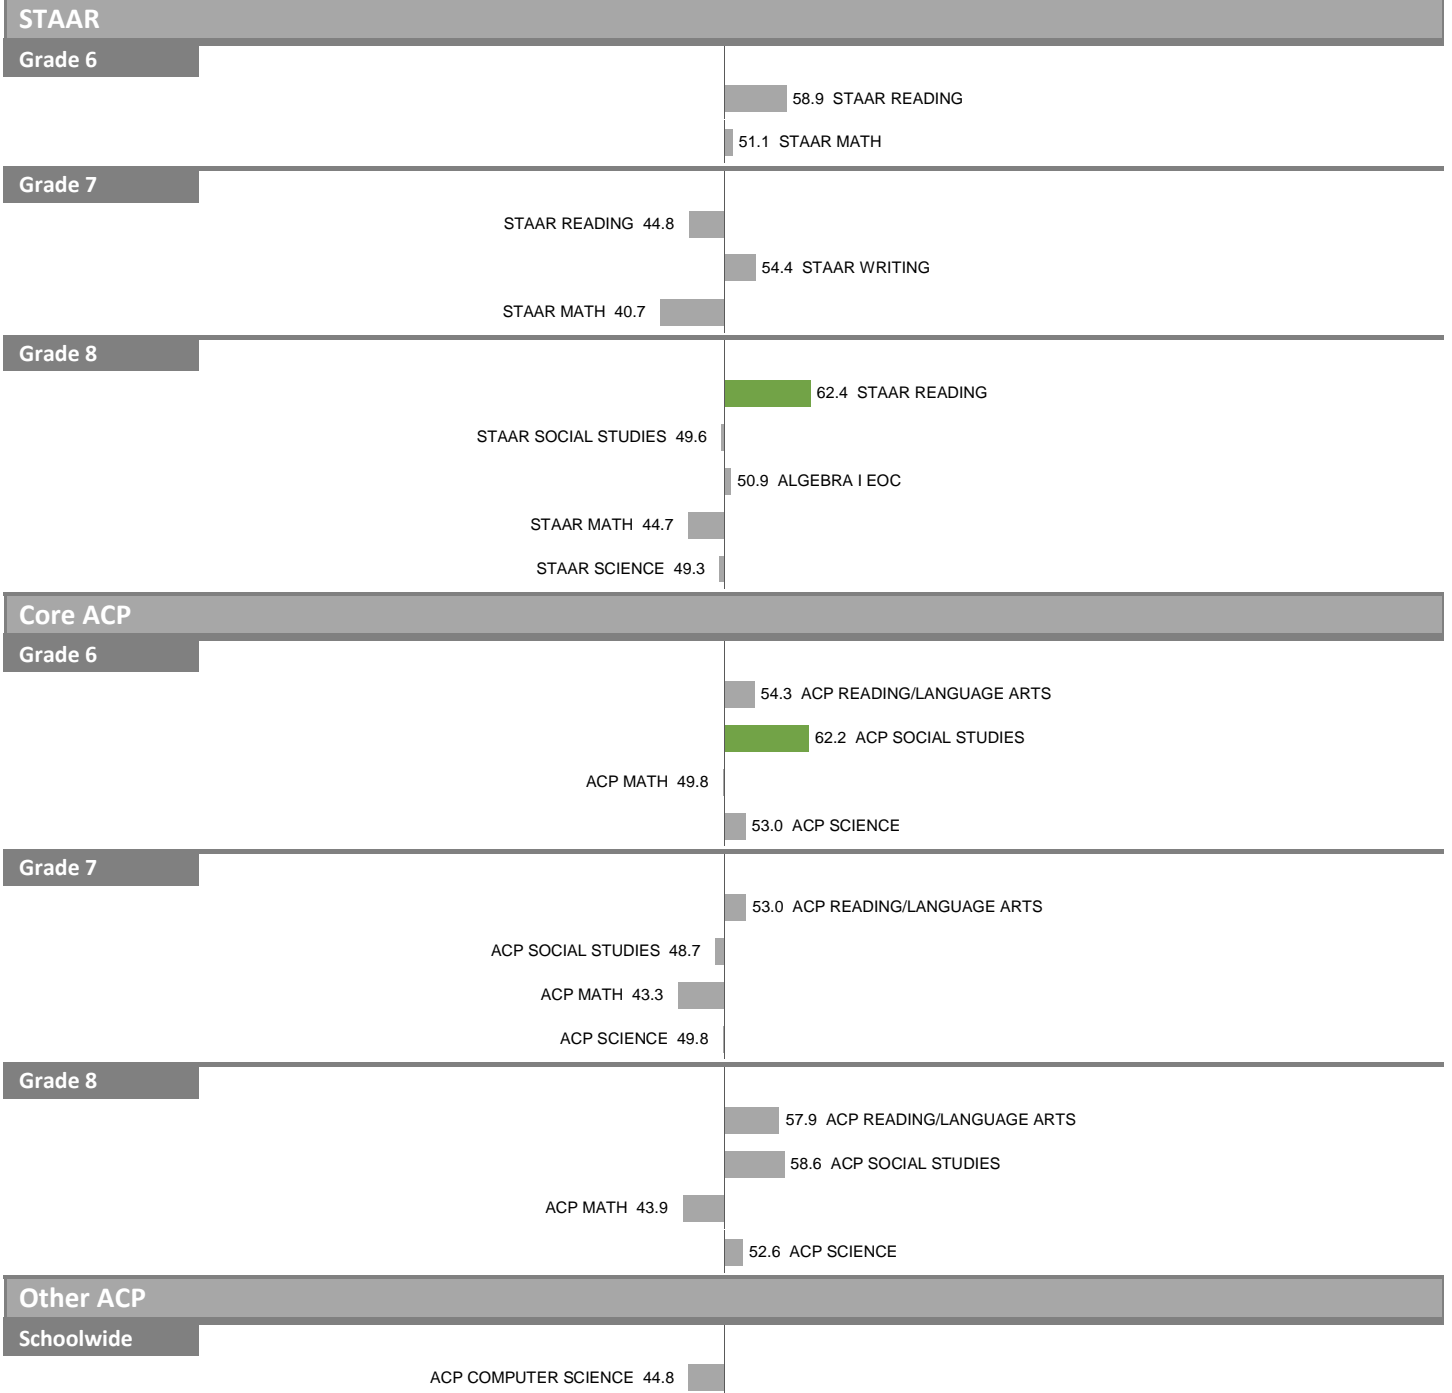 STAAR
Grade 6
58.9 STAAR READING
51.1 STAAR MATH
Grade 7
STAAR READING 44.8
54.4 STAAR WRITING
STAAR MATH 40.7
Grade 8
62.4 STAAR READING
STAAR SOCIAL STUDIES 49.6
50.9 ALGEBRA I EOC
STAAR MATH 44.7
STAAR SCIENCE 49.3
Core ACP
Grade 6
54.3 ACP READING/LANGUAGE ARTS
62.2 ACP SOCIAL STUDIES
ACP MATH 49.8
53.0 ACP SCIENCE
Grade 7
53.0 ACP READING/LANGUAGE ARTS
ACP SOCIAL STUDIES 48.7
ACP MATH 43.3
ACP SCIENCE 49.8
Grade 8
57.9 ACP READING/LANGUAGE ARTS
58.6 ACP SOCIAL STUDIES
ACP MATH 43.9
52.6 ACP SCIENCE
Other ACP
Schoolwide
ACP COMPUTER SCIENCE 44.8